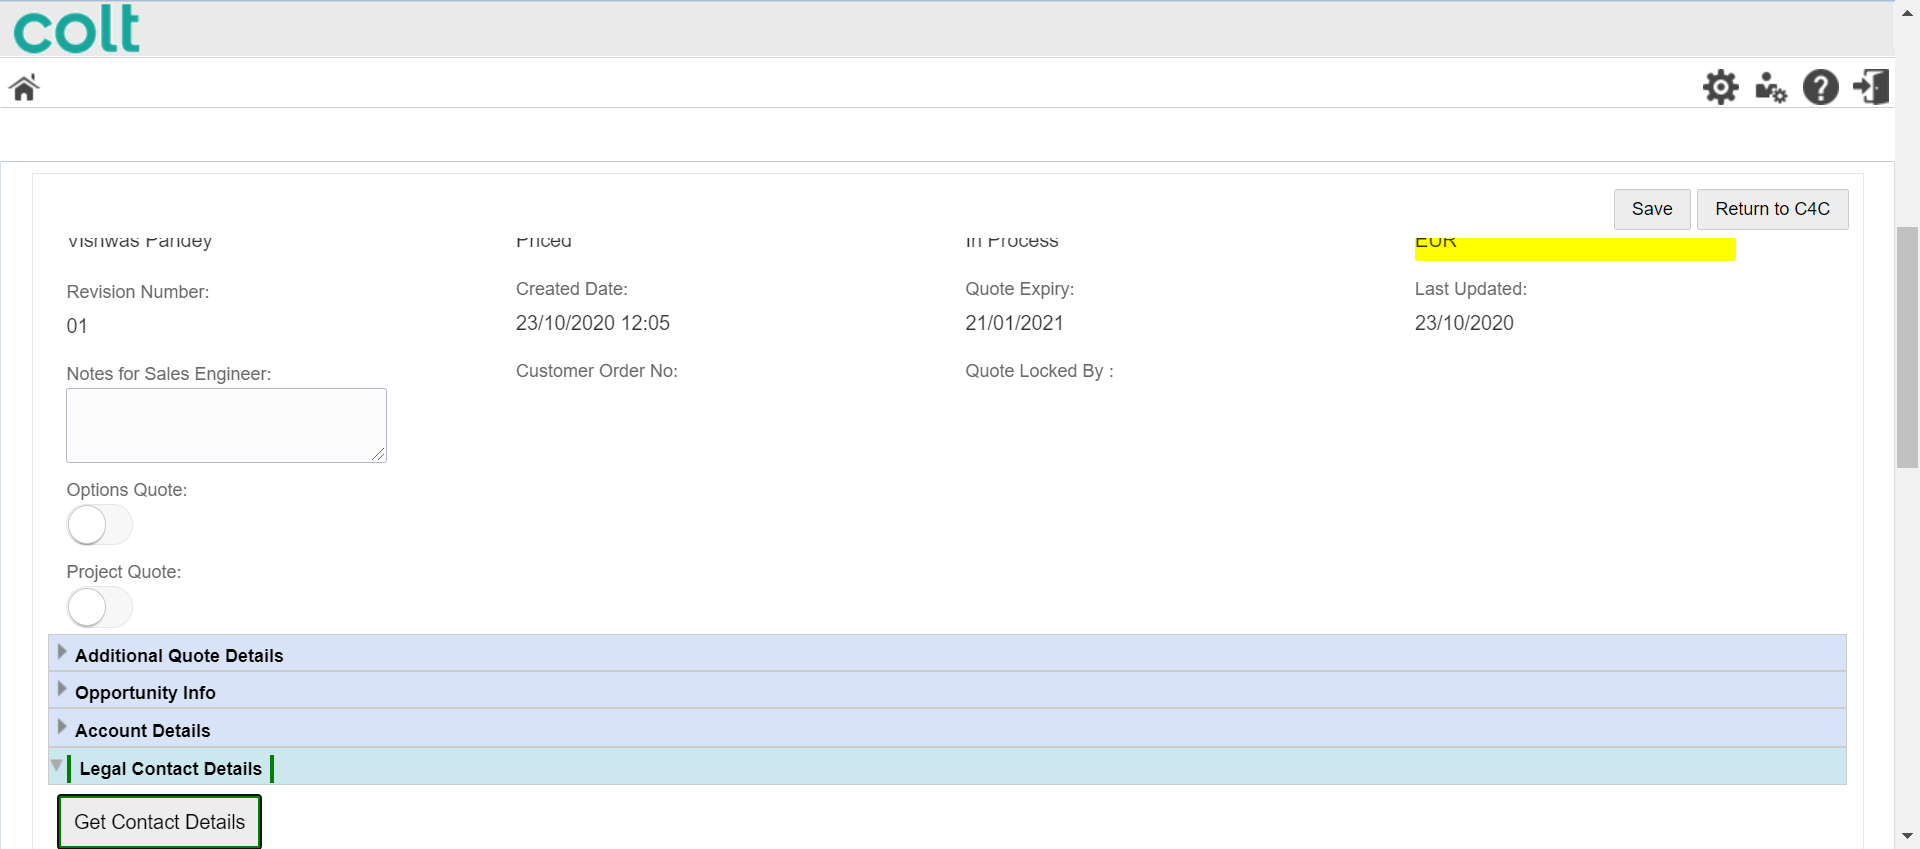 colt
Save Return to C4C
Vishwas Pandey Priced In Process EUR
Revision Number: Created Date: Quote Expiry: Last Updated:
01 23/10/2020 12:05 21/01/2021 23/10/2020
Notes for Sales Engineer: Customer Order No: Quote Locked By :
Options Quote:
Project Quote:
Additional Quote Details
Opportunity Info
Account Details
Legal Contact Details
Get Contact Details